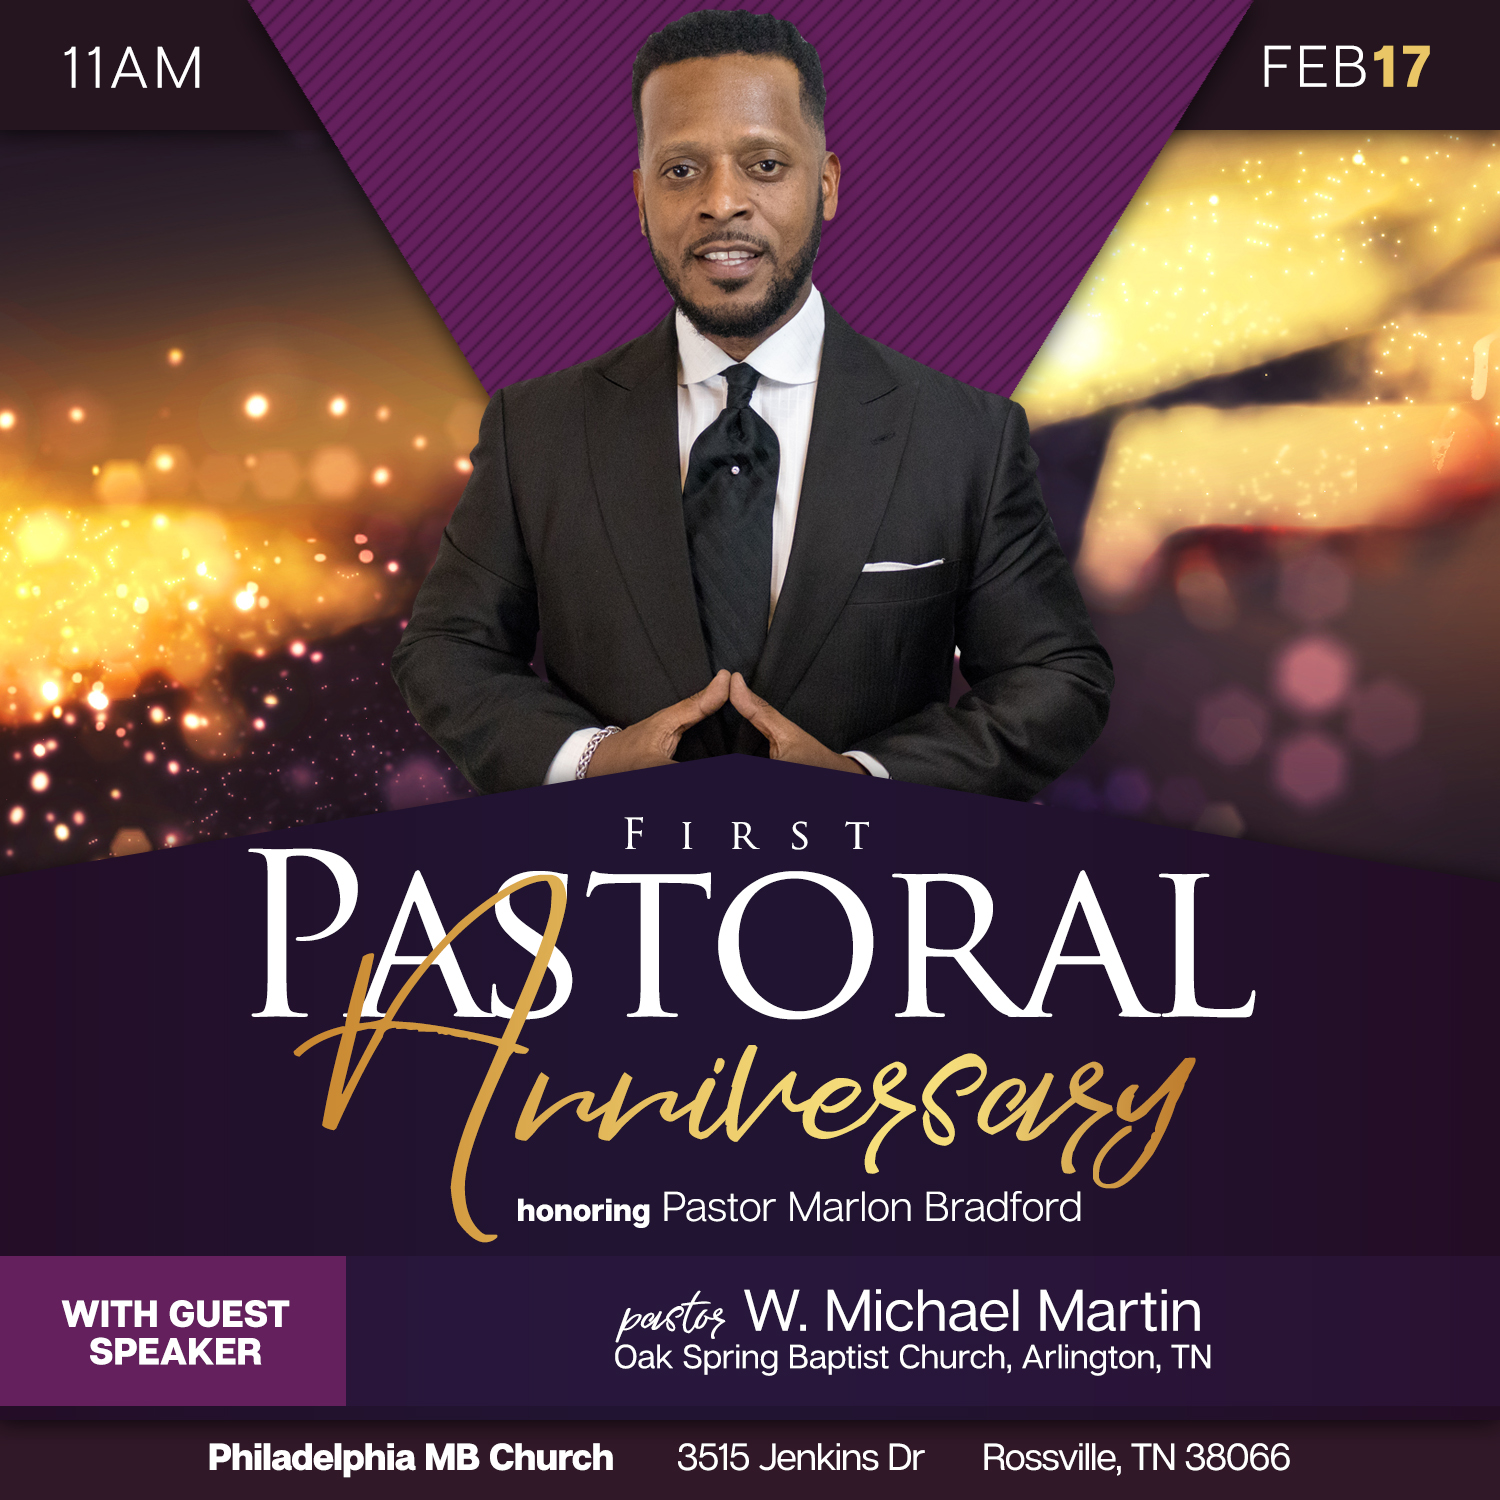 11AM
FEB17
FIRST
PASTORAL
Anniversary
honoring Pastor Marlon Bradford
WITH GUEST
SPEAKER
pastor W. Michael Martin
Oak Spring Baptist Church, Arlington, TN
Philadelphia MB Church 3515 Jenkins Dr Rossville, TN 38066